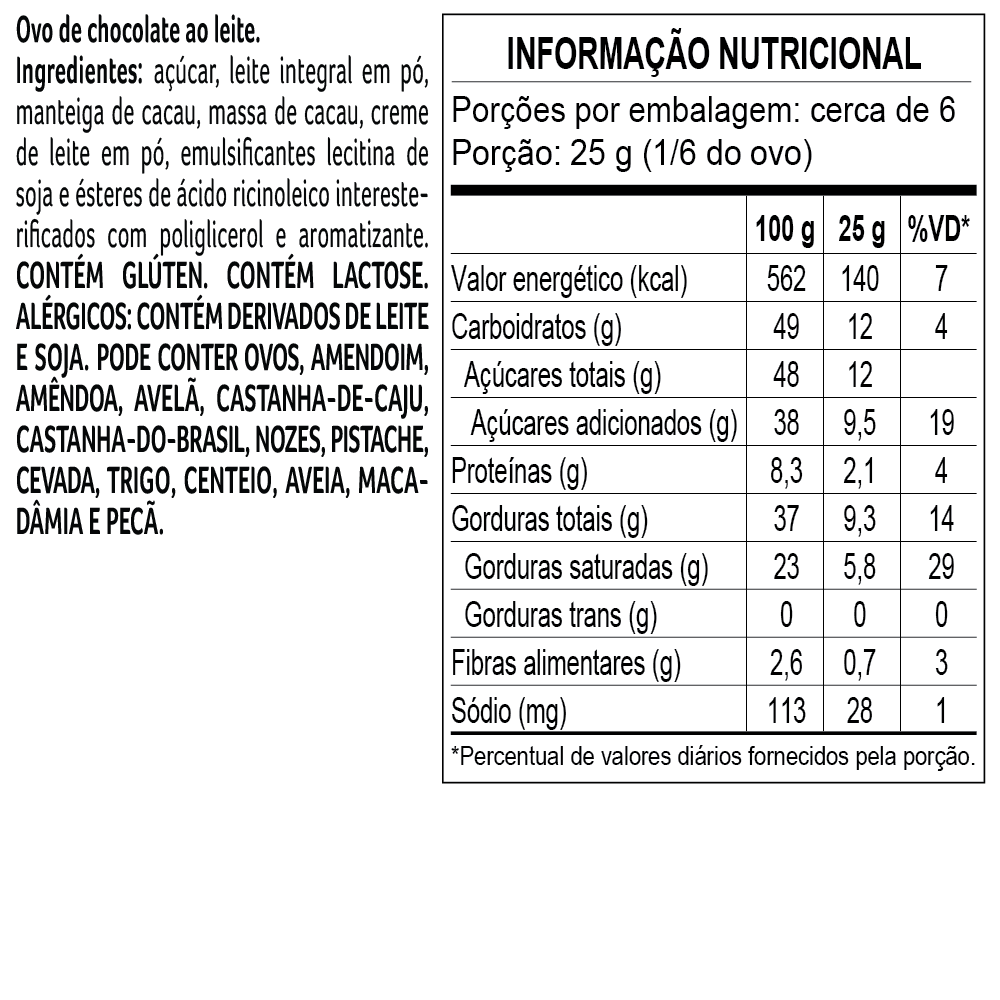 Ovo de chocolate ao leite.
Ingredientes: açúcar, leite integral em pó,
manteiga de cacau, massa de cacau, creme
de leite em pó, emulsificantes lecitina de
soja e ésteres de ácido ricinoleico intereste-
rificados com poliglicerol e aromatizante.
CONTÉM GLÚTEN. CONTÉM LACTOSE.
ALÉRGICOS: CONTÉM DERIVADOS DE LEITE
E SOJA. PODE CONTER OVOS, AMENDOIM,
AMÊNDOA, AVELÃ, CASTANHA-DE-CAJU,
CASTANHA-DO-BRASIL, NOZES, PISTACHE,
CEVADA, TRIGO, CENTEIO, AVEIA, MACA-
DÂMIA E PECÃ.
INFORMAÇÃO NUTRICIONAL
Porções por embalagem: cerca de 6
Porção: 25 g (1/6 do ovo)
100 g 25 g %VD*
Valor energético (kcal) 562 140 7
Carboidratos (g) 49 12 4
Açúcares totais (g) 48 12
Açúcares adicionados (g) 38 9,5 19
Proteínas (g) 8,3 2,1 4
Gorduras totais (g) 37 9,3 14
Gorduras saturadas (g) 23 5,8 29
Gorduras trans (g) 0 0 0
Fibras alimentares (g) 2,6 0,7 3
Sódio (mg) 113 28 1
*Percentual de valores diários fornecidos pela porção.